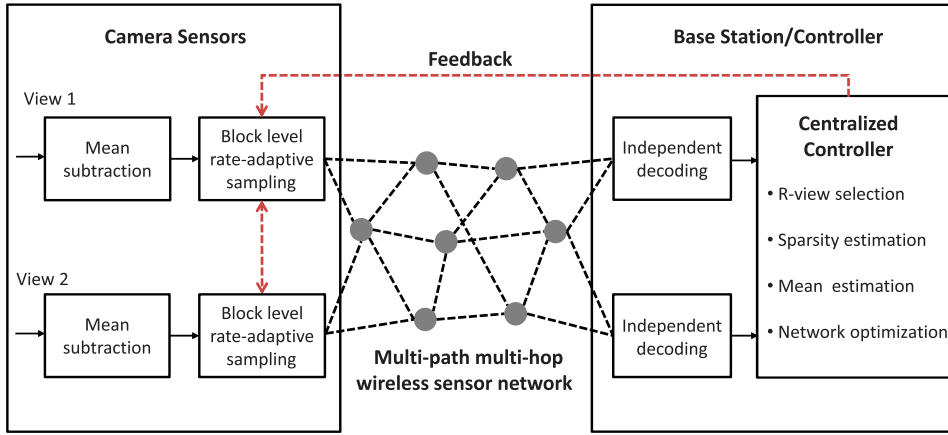 Camera Sensors
Base Station/Controller
Feedback
View 1
Mean
subtraction
Block level
rate-adaptive
sampling
Independent
decoding
Centralized
Controller
• R-view selection
• Sparsity estimation
• Mean estimation
• Network optimization
View 2
Mean
subtraction
Block level
rate-adaptive
sampling
Independent
decoding
Multi-path multi-hop
wireless sensor network